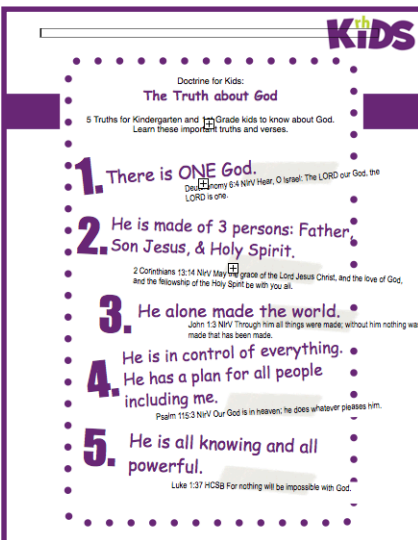 rh
KiDS
Doctrine for Kids:
The Truth about God
5 Truths for Kindergarten and Grade kids to know about God.
Learn these important truths and verses.
1. There is ONE God.
Deuteronomy 6:4 NIrV Hear, O Israel: The LORD our God, the
LORD is one.
2. He is made of 3 persons: Father,
Son Jesus, & Holy Spirit.
2 Corinthians 13:14 NIrV May the grace of the Lord Jesus Christ, and the love of God,
and the fellowship of the Holy Spirit be with you all.
3. He alone made the world.
John 1:3 NIrV Through him all things were made; without him nothing was
made that has been made.
4. He is in control of everything.
He has a plan for all people
including me.
Psalm 115:3 NIrV Our God is in heaven; he does whatever pleases him.
5. He is all knowing and all
powerful.
Luke 1:37 HCSB For nothing will be impossible with God.